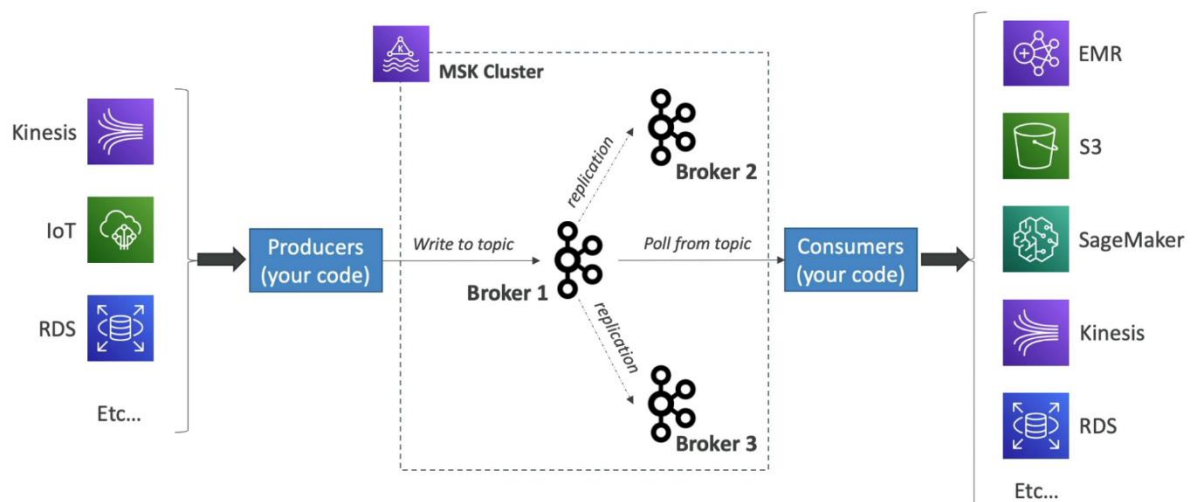 Kinesis
IoT
RDS
Etc...
Producers
(your code)
MSK Cluster
Write to topic
Broker 1
replication
Broker 2
replication
Broker 3
Poll from topic
Consumers
(your code)
EMR
S3
SageMaker
Kinesis
RDS
Etc...